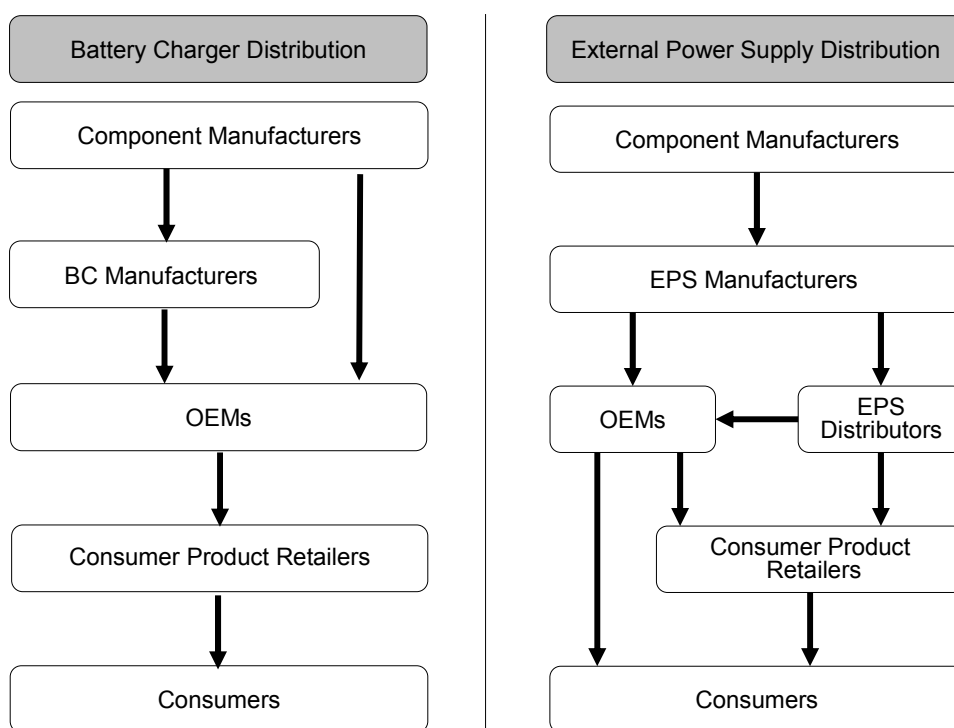 Battery Charger Distribution
Component Manufacturers
BC Manufacturers
OEMs
Consumer Product Retailers
Consumers
External Power Supply Distribution
Component Manufacturers
EPS Manufacturers
OEMs
EPS
Distributors
Consumer Product
Retailers
Consumers